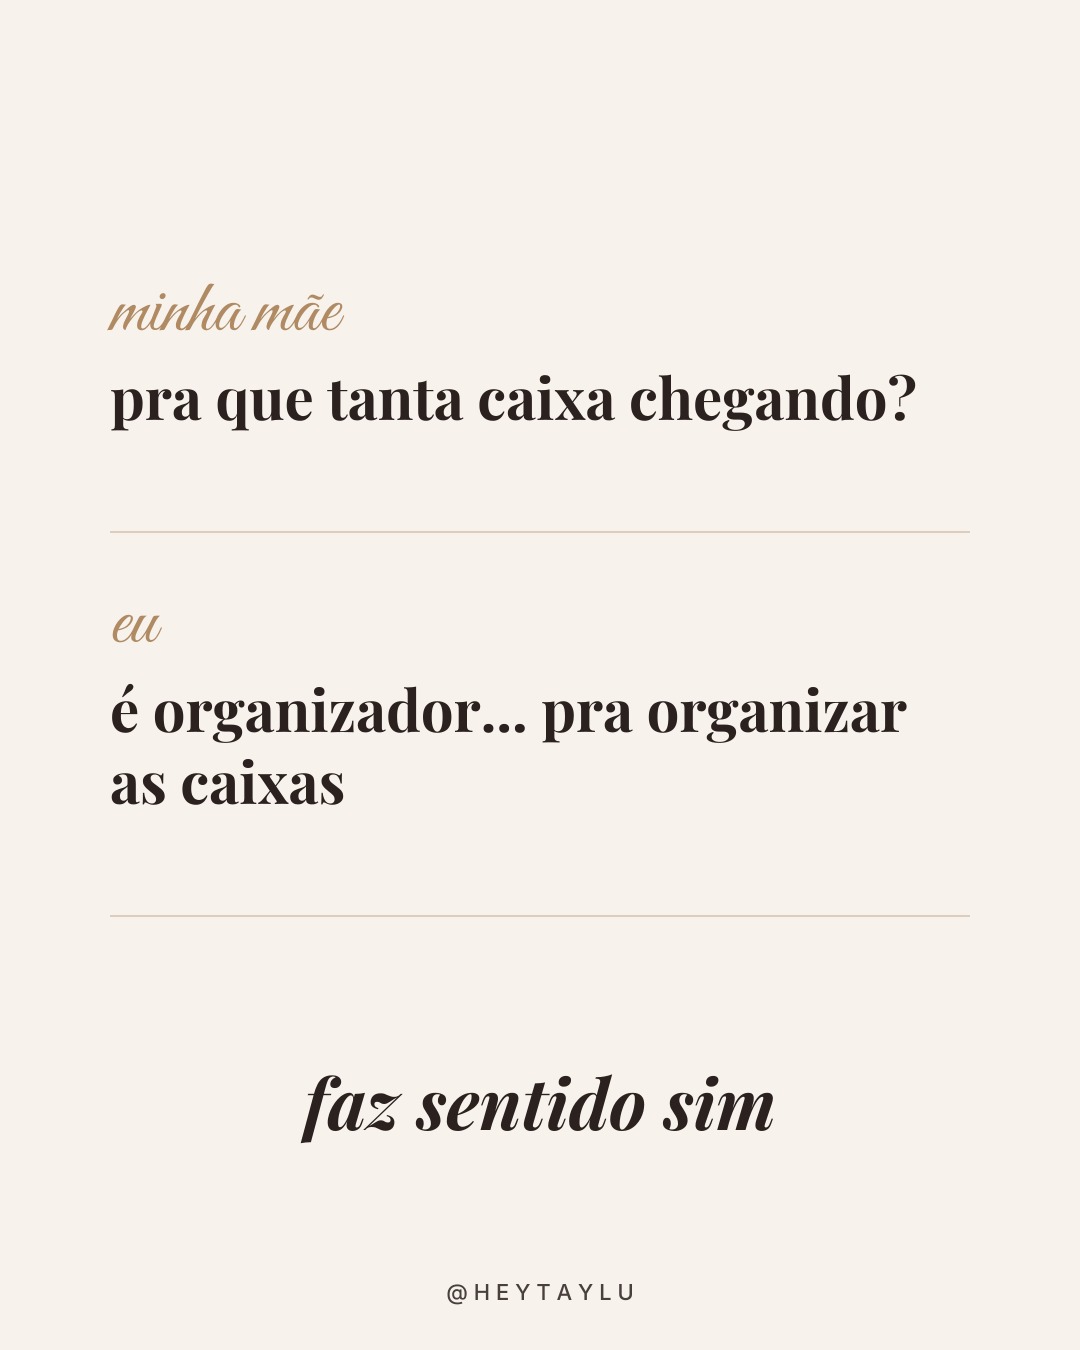 minha mãe
pra que tanta caixa chegando?
eu
é organizador... pra organizar
as caixas
faz sentido sim
@HEYTAYLU